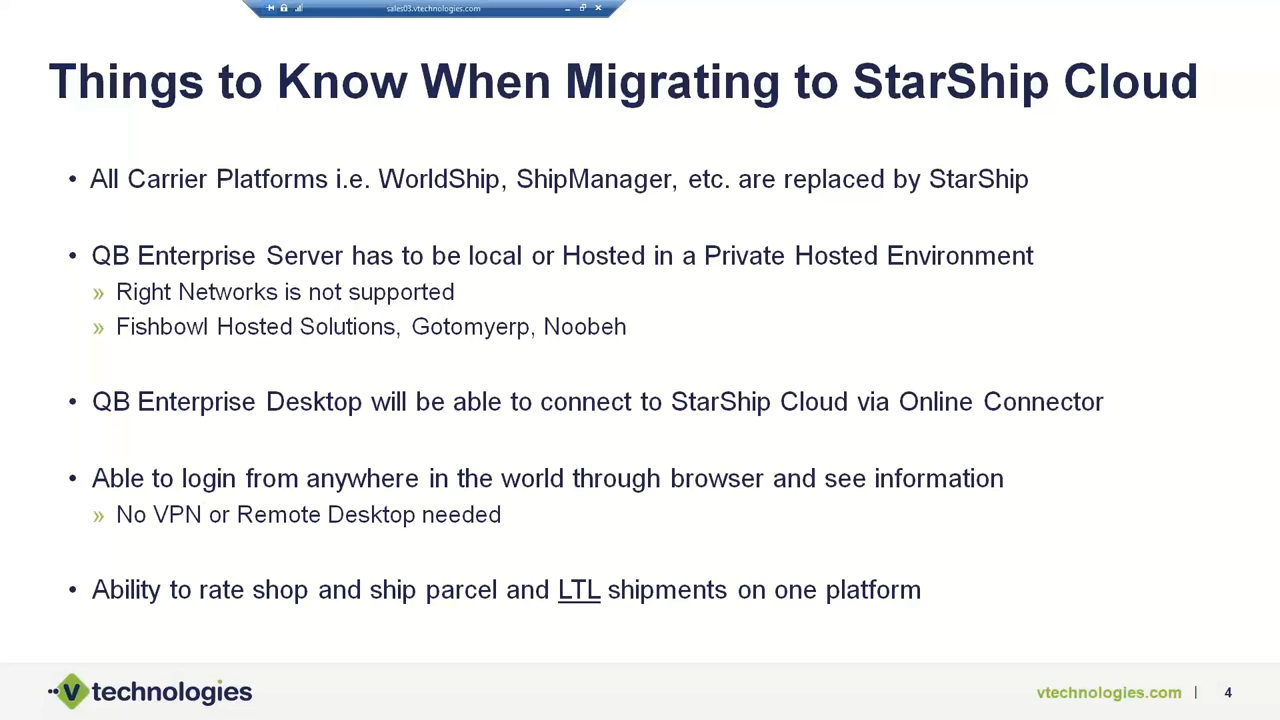 sales03.vtechnologies.com
Things to Know When Migrating to StarShip Cloud
• All Carrier Platforms i.e. WorldShip, ShipManager, etc. are replaced by StarShip
• QB Enterprise Server has to be local or Hosted in a Private Hosted Environment
» Right Networks is not supported
» Fishbowl Hosted Solutions, Gotomyerp, Noobeh
• QB Enterprise Desktop will be able to connect to StarShip Cloud via Online Connector
• Able to login from anywhere in the world through browser and see information
» No VPN or Remote Desktop needed
• Ability to rate shop and ship parcel and LTL shipments on one platform
V technologies
vtechnologies.com | 4